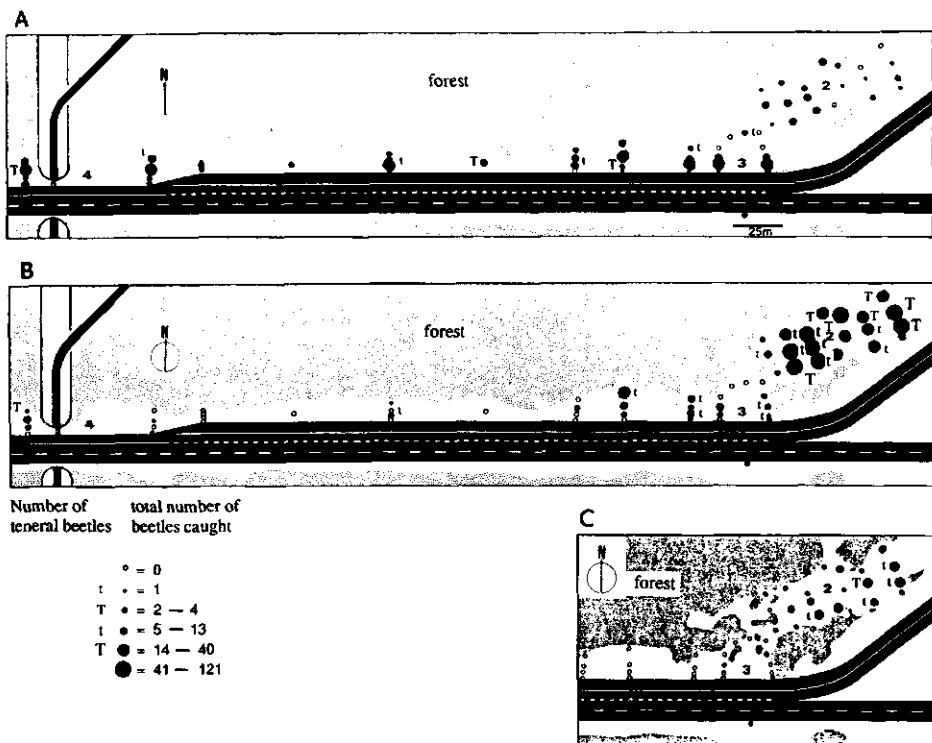 A
N
forest
2
T t t T t T t t t 3
4
25m
B
N
forest
T T T T T T t t t t t t t t
2
T t t t t t t 3
4
Number of teneral beetles
total number of beetles caught
= 0
t = 1
T = 2 — 4
t = 5 — 13
T = 14 — 40
= 41 — 121
C
N
forest
2
t T t t t
3